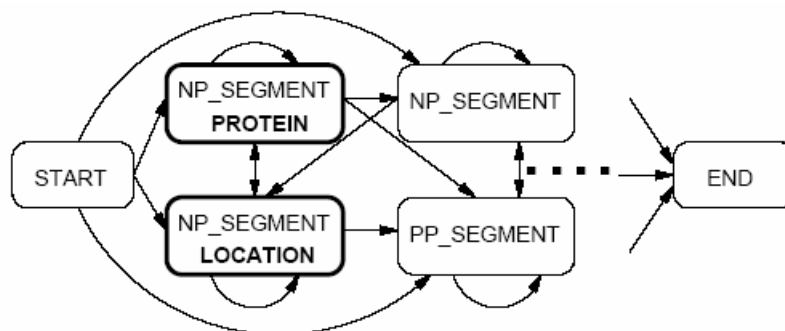 NP_SEGMENT
PROTEIN
NP_SEGMENT
START
END
NP_SEGMENT
LOCATION
PP_SEGMENT